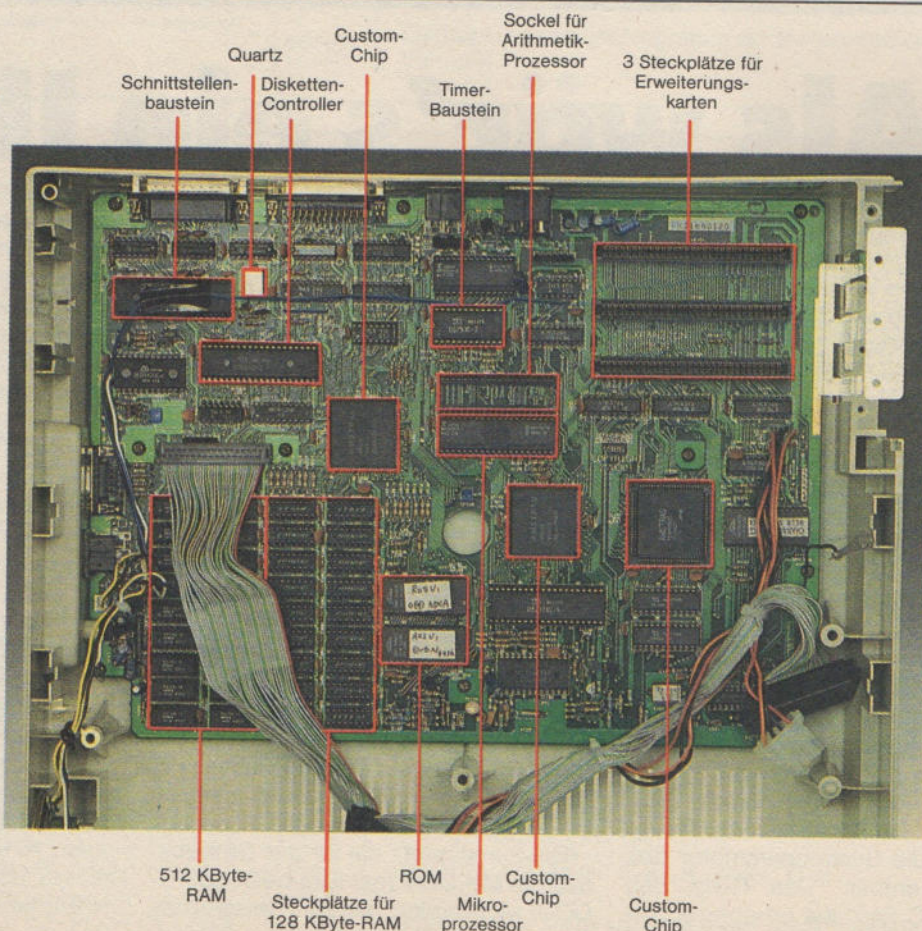 Sockel für
Arithmetik-
Prozessor
Custom-
Chip
Quartz
3 Steckplätze für
Erweiterungs-
karten
Schnittstellen-
baustein
Disketten-
Controller
Timer-
Baustein
512 KByte-
RAM
Steckplätze für
128 KByte-RAM
ROM
Mikro-
prozessor
Custom-
Chip
Custom-
Chip